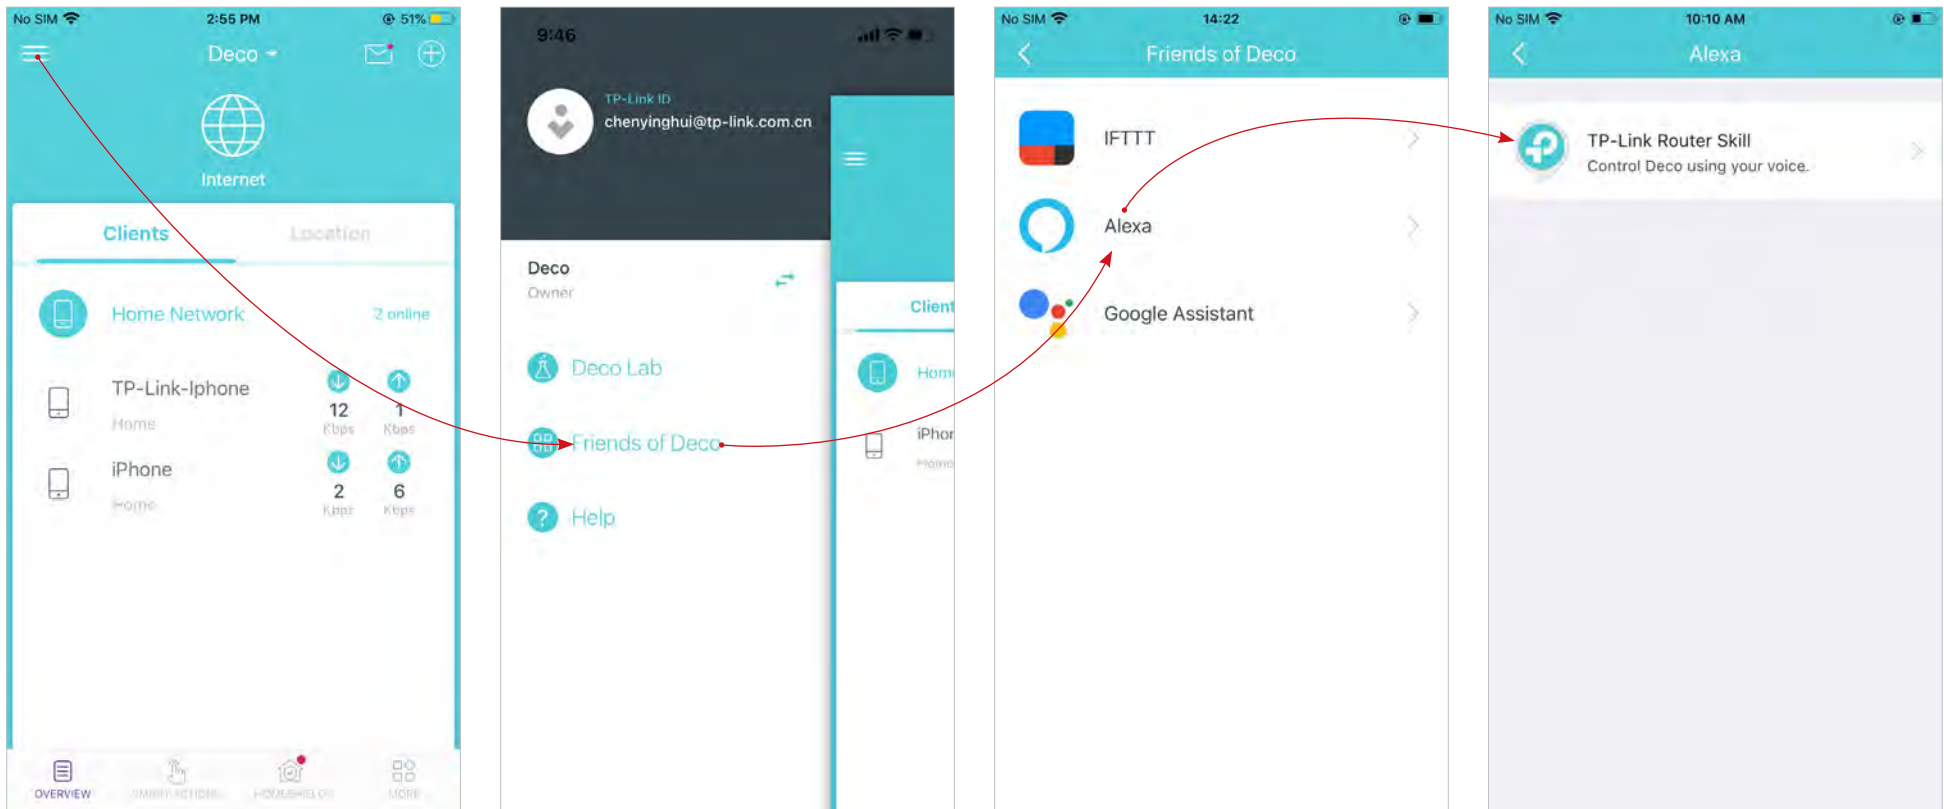 No SIM 2:55 PM 51%
Deco
Internet
Clients Location
Home Network 2 online
TP-Link-Iphone
12 1
Home Kbps Kbps
iPhone
2 6
Home Kbps Kbps
OVERVIEW SMART ACTIONS HOMESHIELD MORE
9:46
TP-Link ID
chenyinghui@tp-link.com.cn
Deco
Owner
Client
Deco Lab
Hom
Friends of Deco
iPhor
Home
Help
No SIM 14:22
Friends of Deco
IFTTT
Alexa
Google Assistant
No SIM 10:10 AM
Alexa
TP-Link Router Skill
Control Deco using your voice.